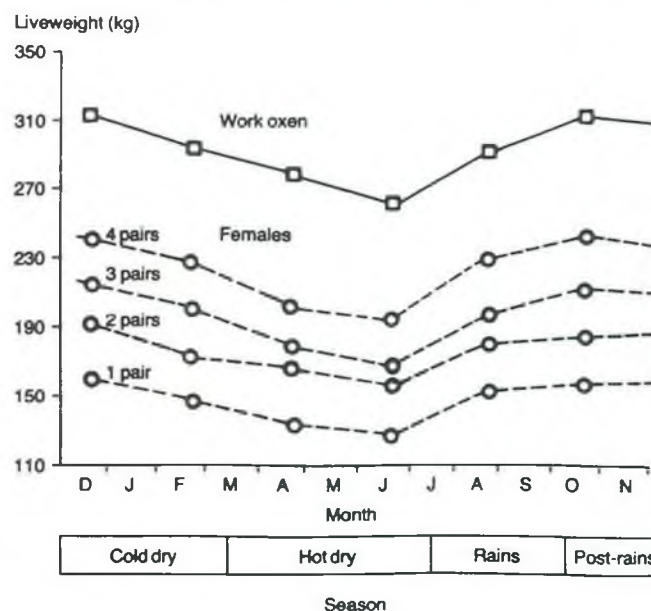 Liveweight (kg)
350
310
Work oxen
270
Females
4 pairs
230
3 pairs
190
2 pairs
150
1 pair
110
D J F M A M J J A S O N
Month
Cold dry Hot dry Rains Post-rains
Season